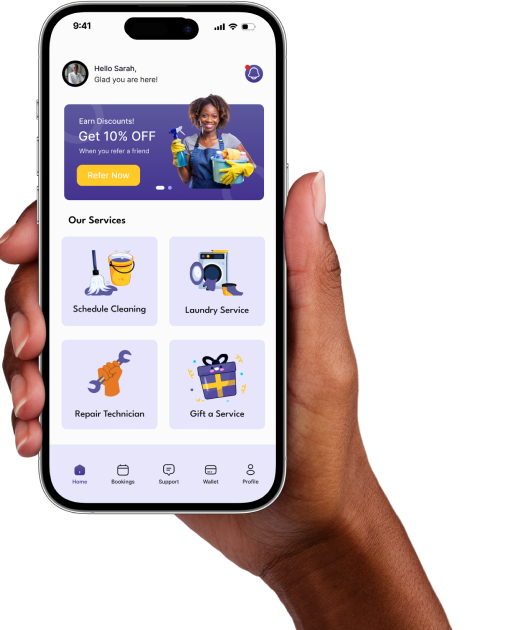 9:41
Hello Sarah,
Glad you are here!
Earn Discounts!
Get 10% OFF
When you refer a friend
Refer Now
Our Services
Schedule Cleaning
Laundry Service
Repair Technician
Gift a Service
Home
Bookings
Support
Wallet
Profile